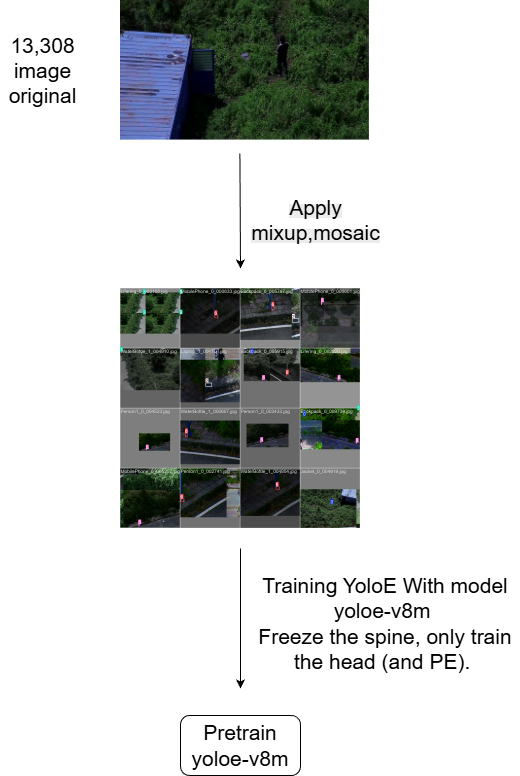 13,308
image
original
Apply
mixup,mosaic
Training YoloE With model
yoloe-v8m
Freeze the spine, only train
the head (and PE).
Pretrain
yoloe-v8m